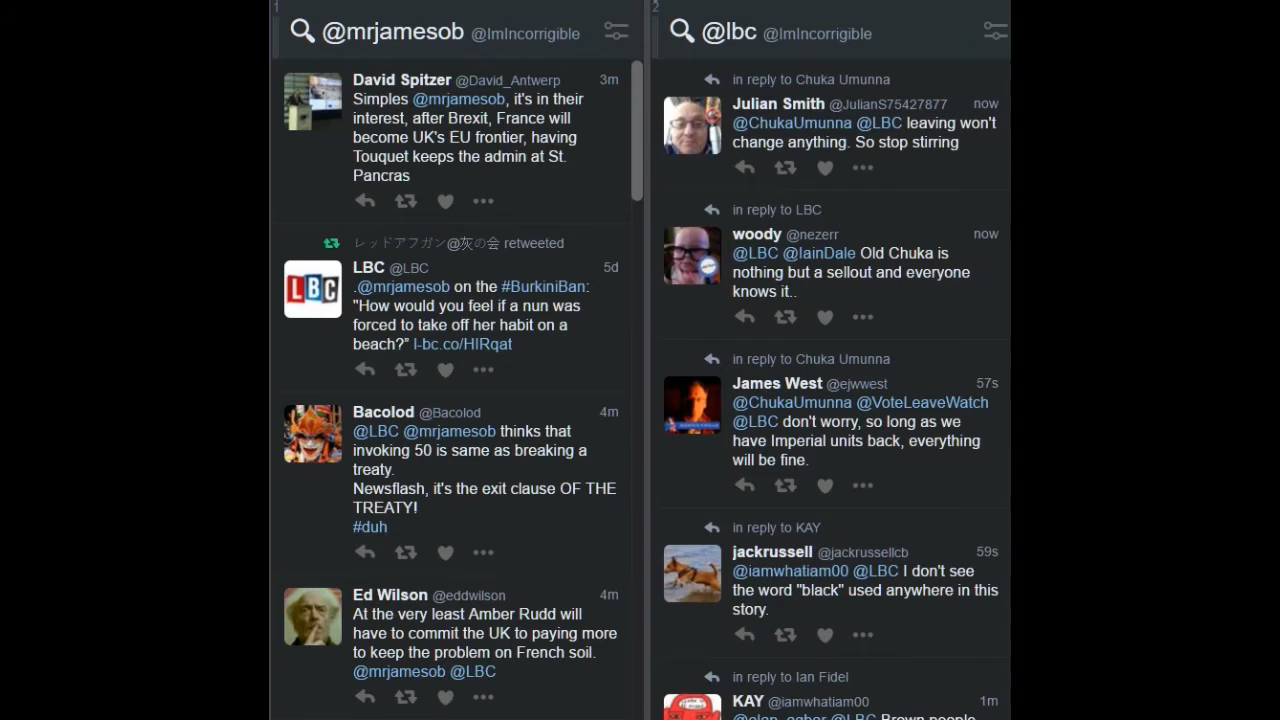 1
@mrjamesob @ImIncorrigible
David Spitzer @David_Antwerp 3m
Simples @mrjamesob, it's in their
interest, after Brexit, France will
become UK's EU frontier, having
Touquet keeps the admin at St.
Pancras
レッドアフガン@灰の会 retweeted
LBC @LBC 5d
.@mrjamesob on the #BurkiniBan:
"How would you feel if a nun was
forced to take off her habit on a
beach?" l-bc.co/HIRqat
LBC
Bacolod @Bacolod 4m
@LBC @mrjamesob thinks that
invoking 50 is same as breaking a
treaty.
Newsflash, it's the exit clause OF THE
TREATY!
#duh
Ed Wilson @eddwilson 4m
At the very least Amber Rudd will
have to commit the UK to paying more
to keep the problem on French soil.
@mrjamesob @LBC
2
@lbc @ImIncorrigible
in reply to Chuka Umunna
Julian Smith @JulianS75427877 now
@ChukaUmunna @LBC leaving won't
change anything. So stop stirring
in reply to LBC
woody @nezerr now
@LBC @IainDale Old Chuka is
nothing but a sellout and everyone
knows it..
in reply to Chuka Umunna
James West @ejwwest 57s
@ChukaUmunna @VoteLeaveWatch
@LBC don't worry, so long as we
have Imperial units back, everything
will be fine.
in reply to KAY
jackrussell @jackrussellcb 59s
@iamwhatiam00 @LBC I don't see
the word "black" used anywhere in this
story.
in reply to Ian Fidel
KAY @iamwhatiam00 1m
@LBC Brown people